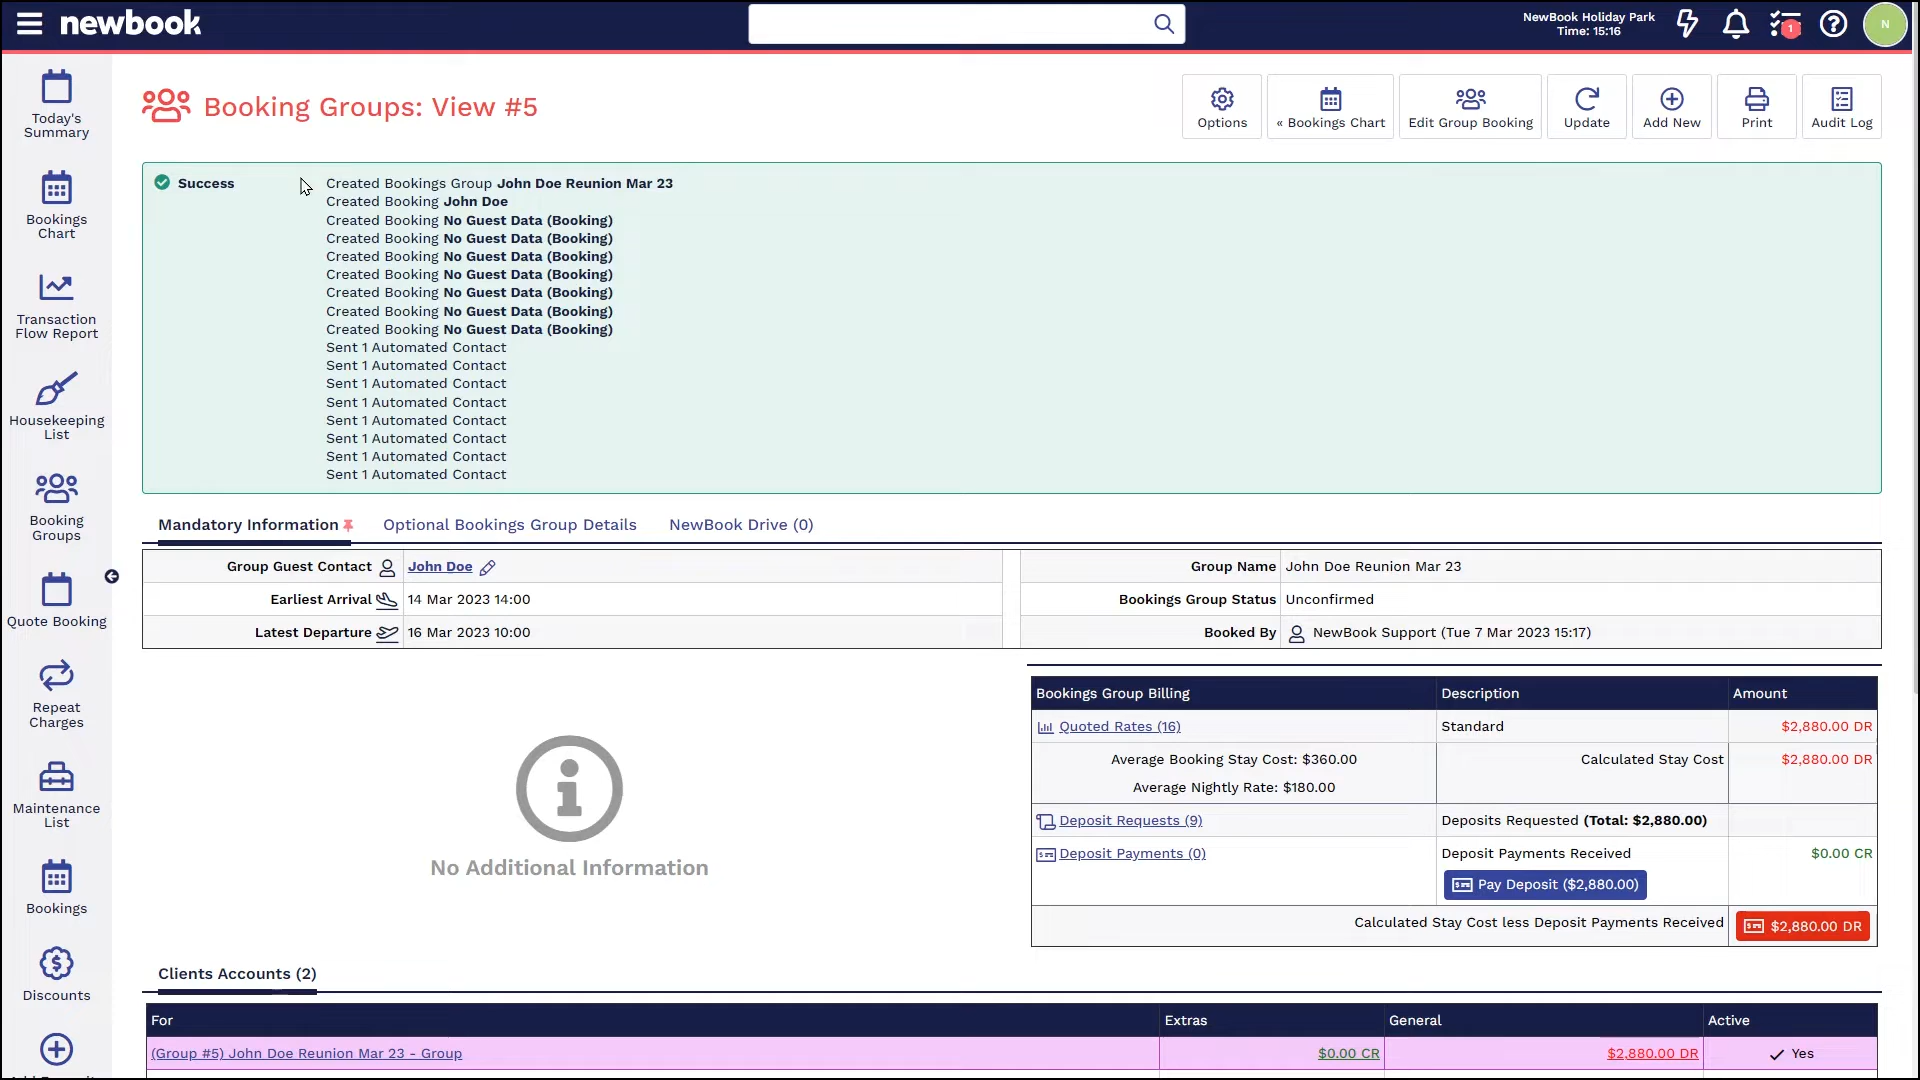 newbook
NewBook Holiday Park
Time: 15:16
1
N
Today's
Summary
Bookings
Chart
Transaction
Flow Report
Housekeeping
List
Booking
Groups
Quote Booking
Repeat
Charges
Maintenance
List
Bookings
Discounts
Booking Groups: View #5
Options
« Bookings Chart
Edit Group Booking
Update
Add New
Print
Audit Log
Success
Created Bookings Group John Doe Reunion Mar 23
Created Booking John Doe
Created Booking No Guest Data (Booking)
Created Booking No Guest Data (Booking)
Created Booking No Guest Data (Booking)
Created Booking No Guest Data (Booking)
Created Booking No Guest Data (Booking)
Created Booking No Guest Data (Booking)
Created Booking No Guest Data (Booking)
Sent 1 Automated Contact
Sent 1 Automated Contact
Sent 1 Automated Contact
Sent 1 Automated Contact
Sent 1 Automated Contact
Sent 1 Automated Contact
Sent 1 Automated Contact
Sent 1 Automated Contact
Mandatory Information Optional Bookings Group Details NewBook Drive (0)
Group Guest Contact John Doe
Earliest Arrival 14 Mar 2023 14:00
Latest Departure 16 Mar 2023 10:00
Group Name John Doe Reunion Mar 23
Bookings Group Status Unconfirmed
Booked By NewBook Support (Tue 7 Mar 2023 15:17)
No Additional Information
Bookings Group Billing Description Amount
Quoted Rates (16) Standard $2,880.00 DR
Average Booking Stay Cost: $360.00 Calculated Stay Cost $2,880.00 DR
Average Nightly Rate: $180.00
Deposit Requests (9) Deposits Requested (Total: $2,880.00)
Deposit Payments (0) Deposit Payments Received $0.00 CR
Pay Deposit ($2,880.00)
Calculated Stay Cost less Deposit Payments Received $2,880.00 DR
Clients Accounts (2)
For Extras General Active
(Group #5) John Doe Reunion Mar 23 - Group $0.00 CR $2,880.00 DR Yes